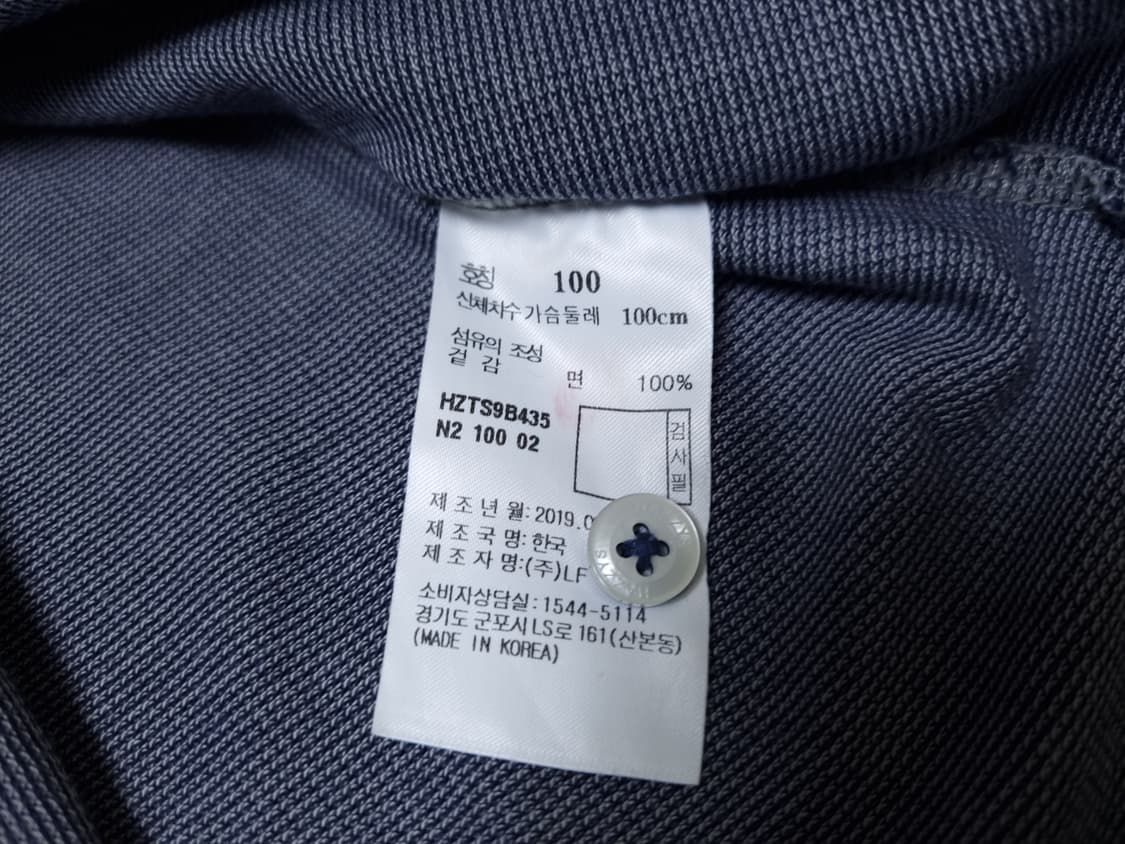 호칭 100
신체치수 가슴둘레 100cm
섬유의 조성
겉 감
면 100%
HZTS9B435
N2 100 02
검사필
제 조 년 월: 2019.0
제 조 국 명: 한국
제 조 자 명:(주)LF
소비자상담실:1544-5114
경기도 군포시 LS로 161(산본동)
(MADE IN KOREA)